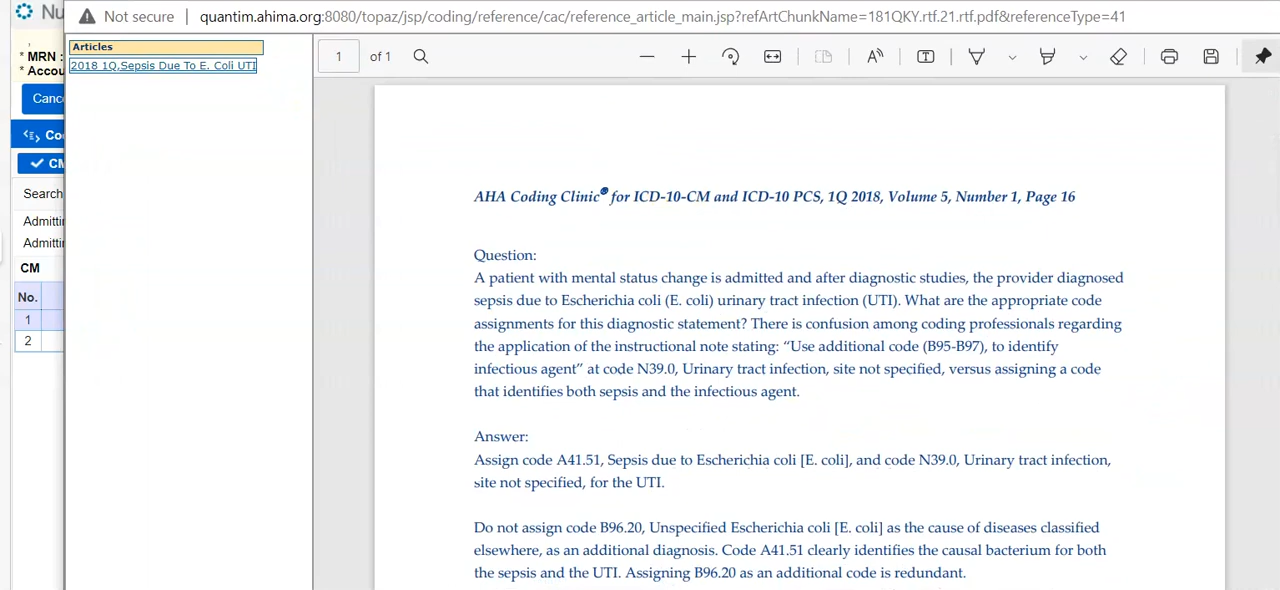 Nu
Not secure
quantim.ahima.org:8080/topaz/jsp/coding/reference/cac/reference_article_main.jsp?refArtChunkName=181QKY.rtf.21.rtf.pdf&referenceType=41
* MRN :
* Accou
Canc
Co
CM
Search
Admittin
Admittin
CM
No.
1
2
Articles
2018 1Q,Sepsis Due To E. Coli UTI
1 of 1
AHA Coding Clinic® for ICD-10-CM and ICD-10 PCS, 1Q 2018, Volume 5, Number 1, Page 16
Question:
A patient with mental status change is admitted and after diagnostic studies, the provider diagnosed
sepsis due to Escherichia coli (E. coli) urinary tract infection (UTI). What are the appropriate code
assignments for this diagnostic statement? There is confusion among coding professionals regarding
the application of the instructional note stating: “Use additional code (B95-B97), to identify
infectious agent” at code N39.0, Urinary tract infection, site not specified, versus assigning a code
that identifies both sepsis and the infectious agent.
Answer:
Assign code A41.51, Sepsis due to Escherichia coli [E. coli], and code N39.0, Urinary tract infection,
site not specified, for the UTI.
Do not assign code B96.20, Unspecified Escherichia coli [E. coli] as the cause of diseases classified
elsewhere, as an additional diagnosis. Code A41.51 clearly identifies the causal bacterium for both
the sepsis and the UTI. Assigning B96.20 as an additional code is redundant.